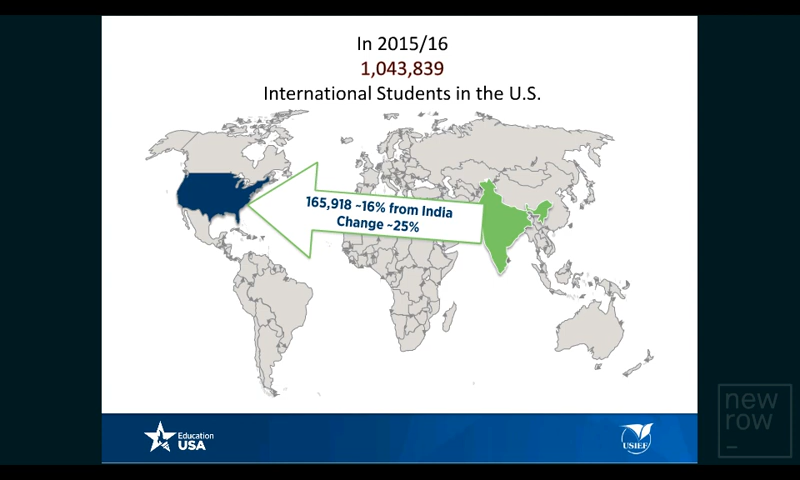 In 2015/16
1,043,839
International Students in the U.S.
165,918 ~16% from India
Change ~25%
Education
USA
USIEF
new
row
_